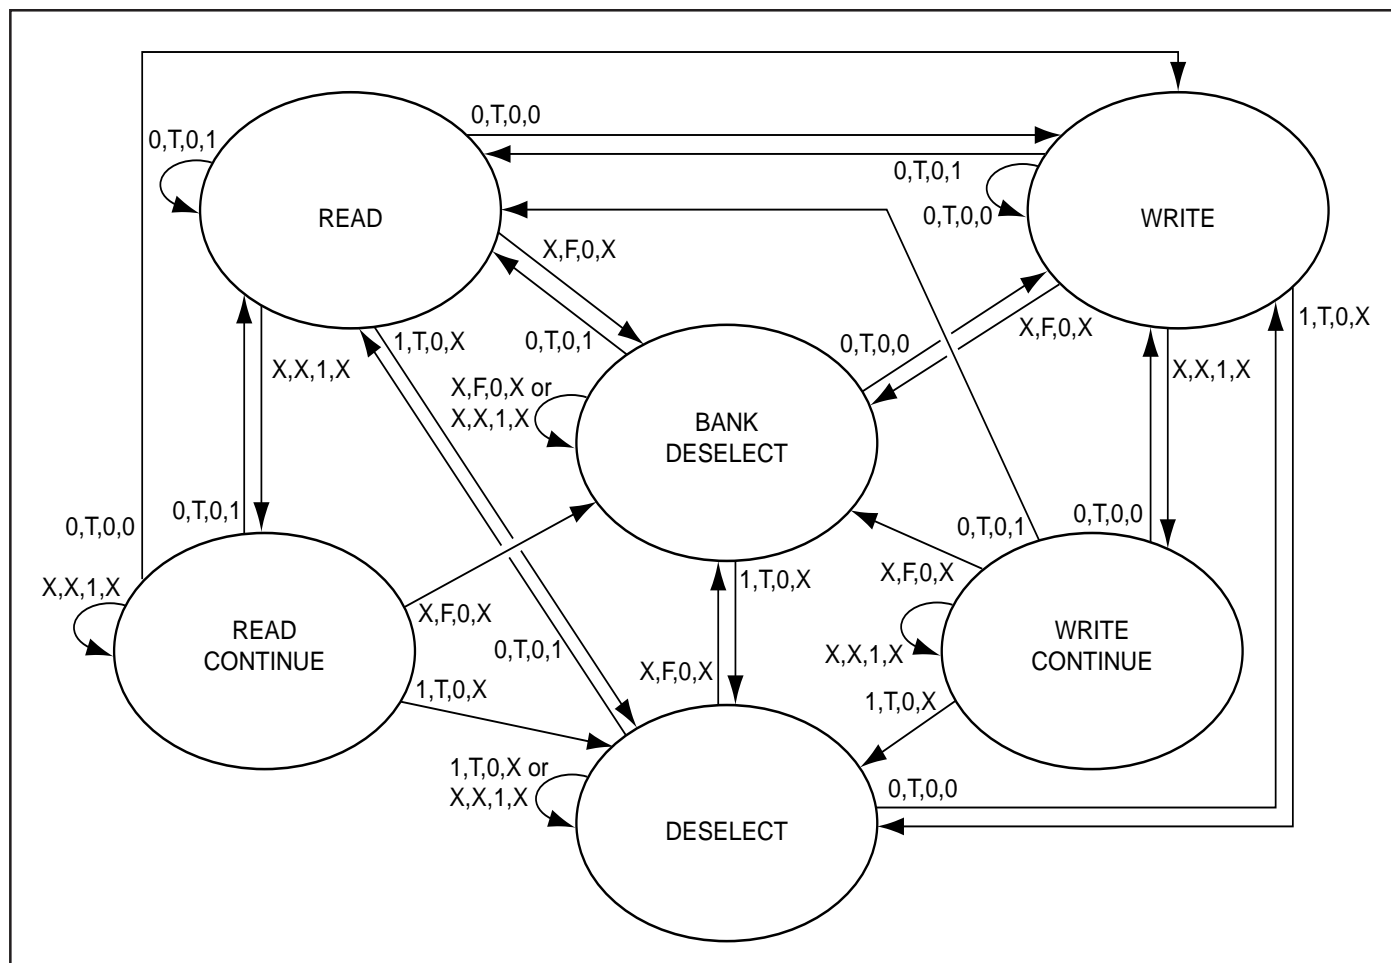 0,T,0,0
0,T,0,1
0,T,0,1
0,T,0,0
READ
WRITE
X,F,0,X
1,T,0,X
X,F,0,X
1,T,0,X
0,T,0,1
0,T,0,0
X,X,1,X
X,X,1,X
X,F,0,X or
X,X,1,X
BANK
DESELECT
0,T,0,0
0,T,0,1
0,T,0,1
0,T,0,0
X,X,1,X
X,F,0,X
1,T,0,X
X,F,0,X
READ
CONTINUE
WRITE
CONTINUE
0,T,0,1
X,F,0,X
X,X,1,X
1,T,0,X
1,T,0,X
1,T,0,X or
X,X,1,X
0,T,0,0
DESELECT